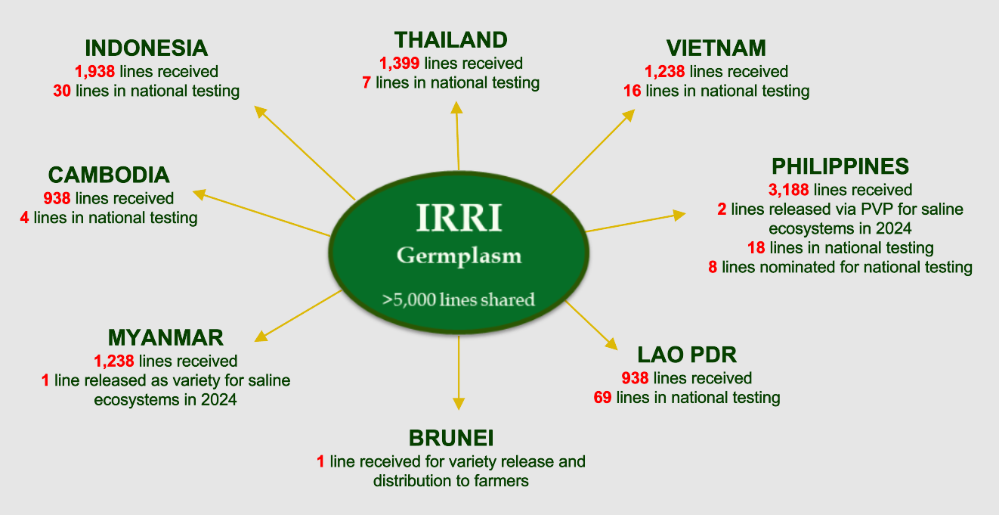 INDONESIA
1,938 lines received
30 lines in national testing
THAILAND
1,399 lines received
7 lines in national testing
VIETNAM
1,238 lines received
16 lines in national testing
CAMBODIA
938 lines received
4 lines in national testing
IRRI
Germplasm
>5,000 lines shared
PHILIPPINES
3,188 lines received
2 lines released via PVP for saline
ecosystems in 2024
18 lines in national testing
8 lines nominated for national testing
MYANMAR
1,238 lines received
1 line released as variety for saline
ecosystems in 2024
LAO PDR
938 lines received
69 lines in national testing
BRUNEI
1 line received for variety release and
distribution to farmers